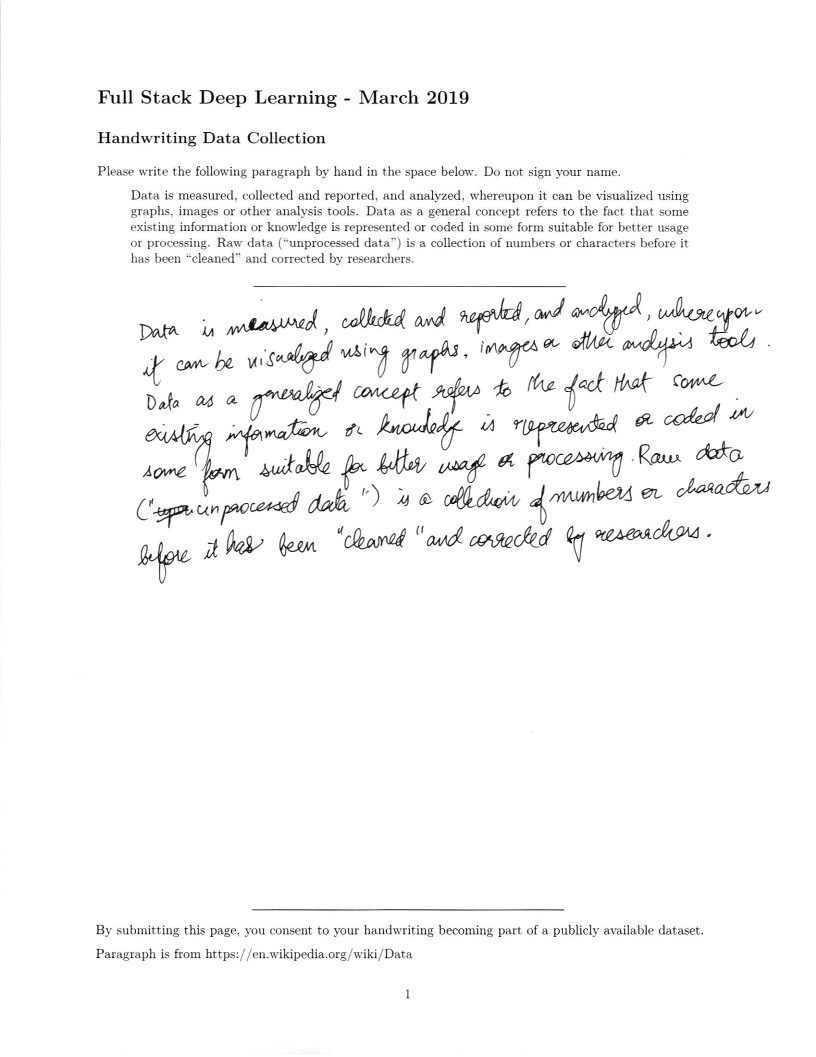 Full Stack Deep Learning - March 2019
Handwriting Data Collection
Please write the following paragraph by hand in the space below. Do not sign your name.
Data is measured, collected and reported, and analyzed, whereupon it can be visualized using
graphs, images or other analysis tools. Data as a general concept refers to the fact that some
existing information or knowledge is represented or coded in some form suitable for better usage
or processing. Raw data (“unprocessed data”) is a collection of numbers or characters before it
has been “cleaned” and corrected by researchers.
Data is measured, collected and reported, and analyzed, whereupon
it can be visualized using graphs, images or other analysis tools.
Data as a generalized concept refers to the fact that some
existing information or knowledge is represented or coded in
some form suitable for better usage or processing. Raw data
("unprocessed data") is a collection of numbers or characters
before it has been "cleaned" and corrected by researchers.
By submitting this page, you consent to your handwriting becoming part of a publicly available dataset.
Paragraph is from https://en.wikipedia.org/wiki/Data
1